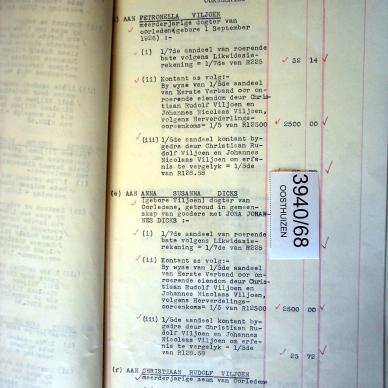 AAN PETRONELLA VILJOEN
meerderjarige dogter van
oorledene(gebore 1 September
1926) :-
(i) 1/7de aandeel van roerende
bate volgens Likwidasie-
rekening = 1/7de van R225 32 14
(ii) Kontant as volg:-
By wyse van 1/5de aandeel
van Eerste Verband oor on-
roerende eiendom deur Chris-
tiaan Rudolf Viljoen en
Johannes Nicolaas Viljoen,
volgens Herverdelings-
ooreenkoms= 1/5 van R12500 2500 00
(iii) 1/5de aandeel kontant by-
gedra deur Christiaan Ru-
dolf Viljoen en Johannes
Nicolaas Viljoen om erfe-
nis te vergelyk = 1/5de
van R128.58
3940/68
OOSTHUIZEN
(e) AAN ANNA SUSANNA DICKS
(gebore Viljoen) dogter van
Oorledene, getroud in gemeen-
skap van goedere met JOHA JOHAN-
NES DICKS :-
(i) 1/7de aandeel van roerende
bate volgens Likwidasie-
rekening = 1/7de van R225
(ii) Kontant as volg:-
By wyse van 1/5de aandeel
van Eerste Verband oor on-
roerende eiendom deur Chris-
tiaan Rudolf Viljoen en
Johannes Nicolaas Viljoen,
volgens Herverdelings-
ooreenkoms= 1/5 van R12500 2500 00
(iii) 1/5de aandeel kontant by-
gedra deur Christiaan Ru-
dolf Viljoen en Johannes
Nicolaas Viljoen om erfe-
nis te vergelyk = 1/5de
van R128.58 25 72
(f) AAN CHRISTIAAN RUDOLF VILJOEN
meerderjarige seun van Oorledene